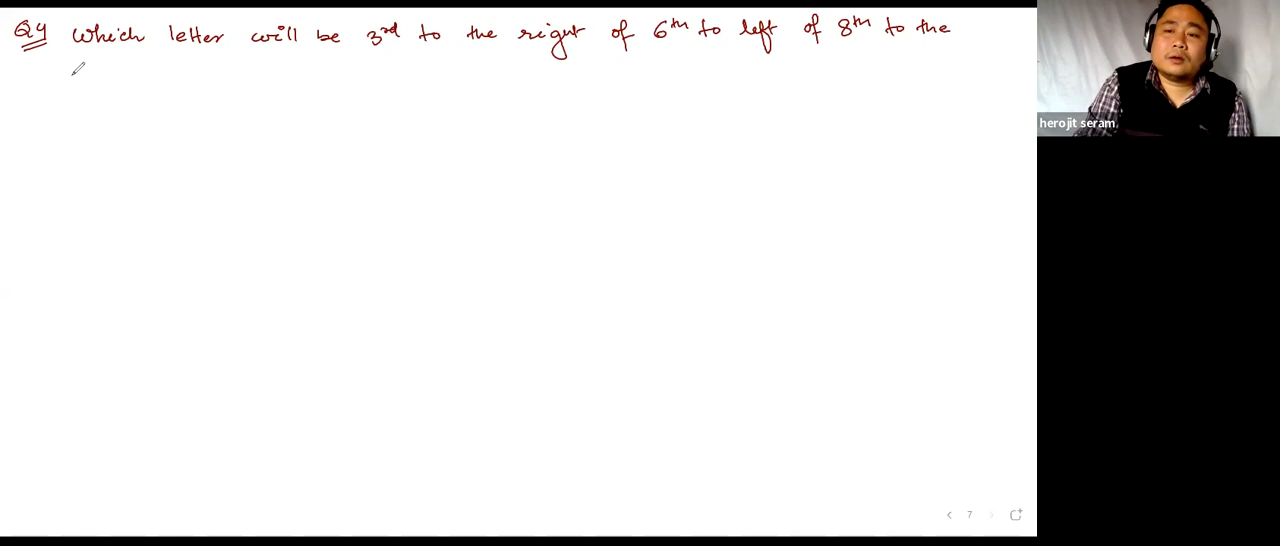 Q4 which letter will be 3rd to the right of 6th to left of 8th to the
herojit seram
7